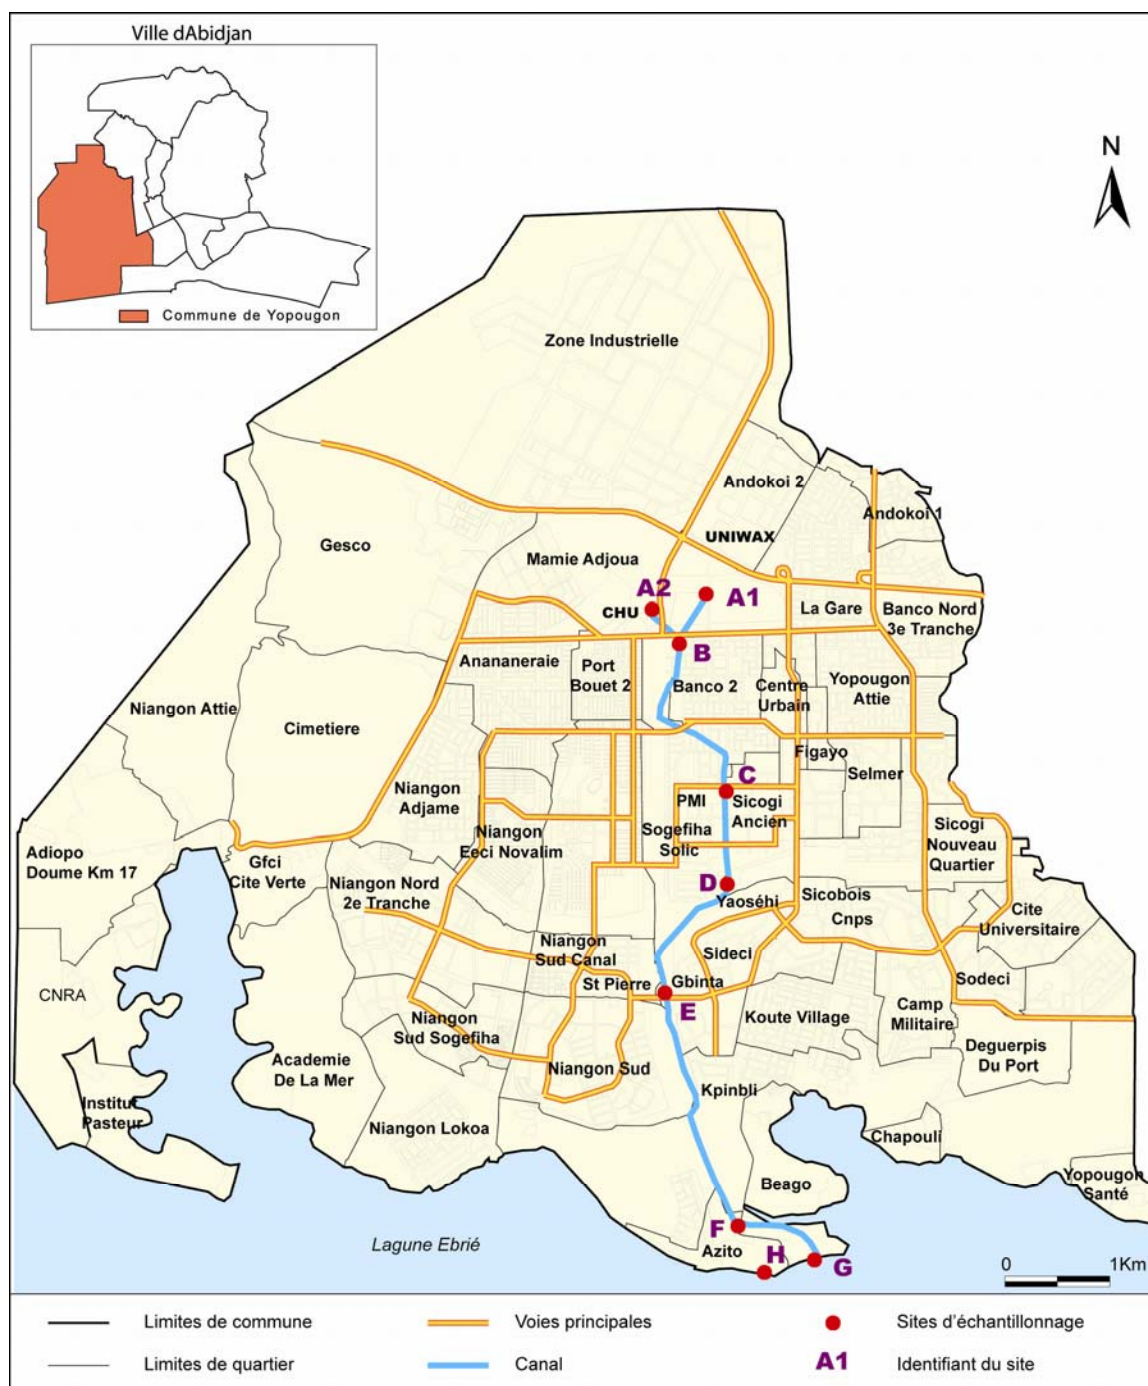 Ville dAbidjan
Commune de Yopougon
N
Zone Industrielle
Andokoi 2
Andokoi 1
UNIWAX
Gesco
Mamie Adjoua
A2
A1
CHU
La Gare
Banco Nord
3e Tranche
B
Anananeraie
Port
Bouet 2
Banco 2
Centre
Urbain
Yopougon
Attie
Niangon Attie
Cimetiere
Figayo
Selmer
C
Niangon
Adjame
PMI
Sicogi
Ancien
Sogefiha
Solic
Niangon
Eeci Novalim
Sicogi
Nouveau
Quartier
Adiopo
Doume Km 17
Gfci
Cite Verte
Niangon Nord
2e Tranche
D
Yaoséhi
Sicobois
Cnps
Cite
Universitaire
Niangon
Sud Canal
Sideci
Sodeci
St Pierre
Gbinta
CNRA
E
Niangon
Sud Sogefiha
Koute Village
Camp
Militaire
Deguerpis
Du Port
Academie
De La Mer
Niangon Sud
Kpinbli
Institut
Pasteur
Niangon Lokoa
Chapouli
Beago
Yopougon
Santé
F
Azito
H
G
Lagune Ebrié
0 1Km
Limites de commune
Voies principales
Sites d'échantillonnage
Limites de quartier
Canal
A1
Identifiant du site